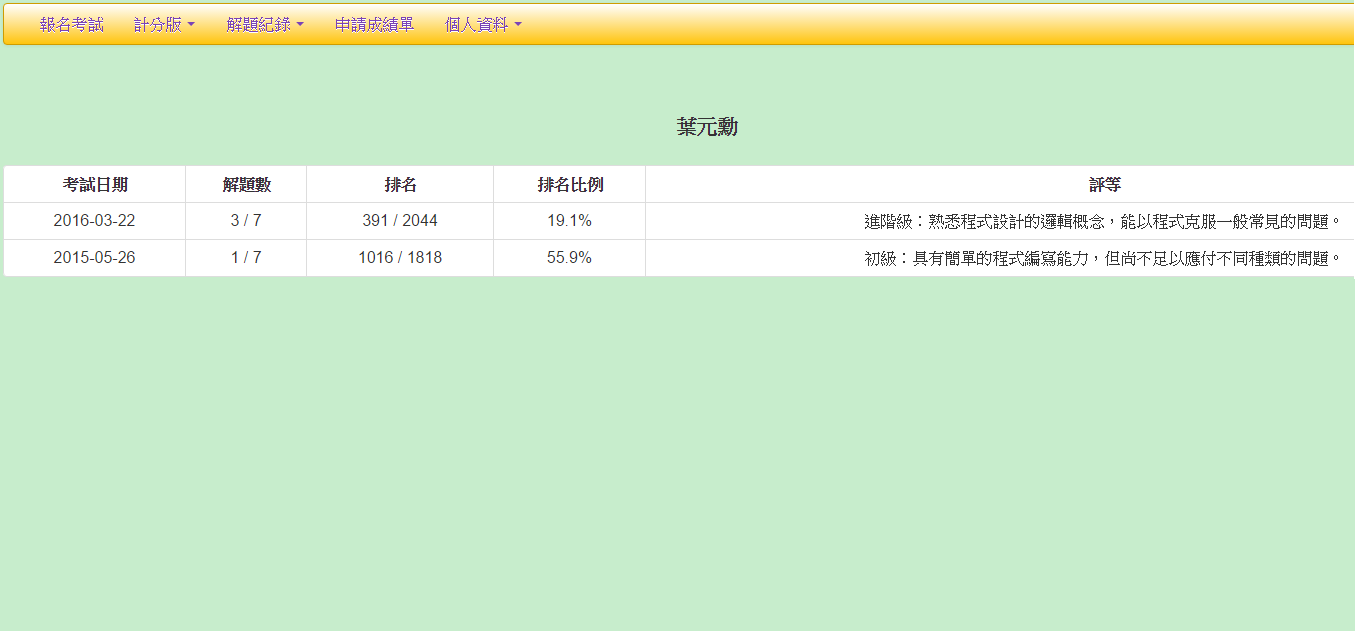 報名考試 計分版 解題紀錄 申請成績單 個人資料
葉元勳
考試日期 解題數 排名 排名比例 評等
2016-03-22 3 / 7 391 / 2044 19.1% 進階級：熟悉程式設計的邏輯概念，能以程式克服一般常見的問題。
2015-05-26 1 / 7 1016 / 1818 55.9% 初級：具有簡單的程式編寫能力，但尚不足以應付不同種類的問題。